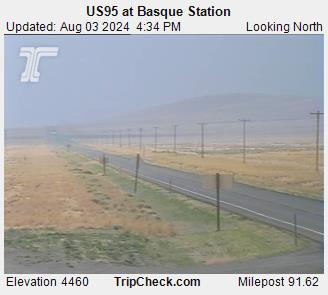 US95 at Basque Station
Updated: Aug 03 2024 4:34 PM Looking North
Elevation 4460 TripCheck.com Milepost 91.62